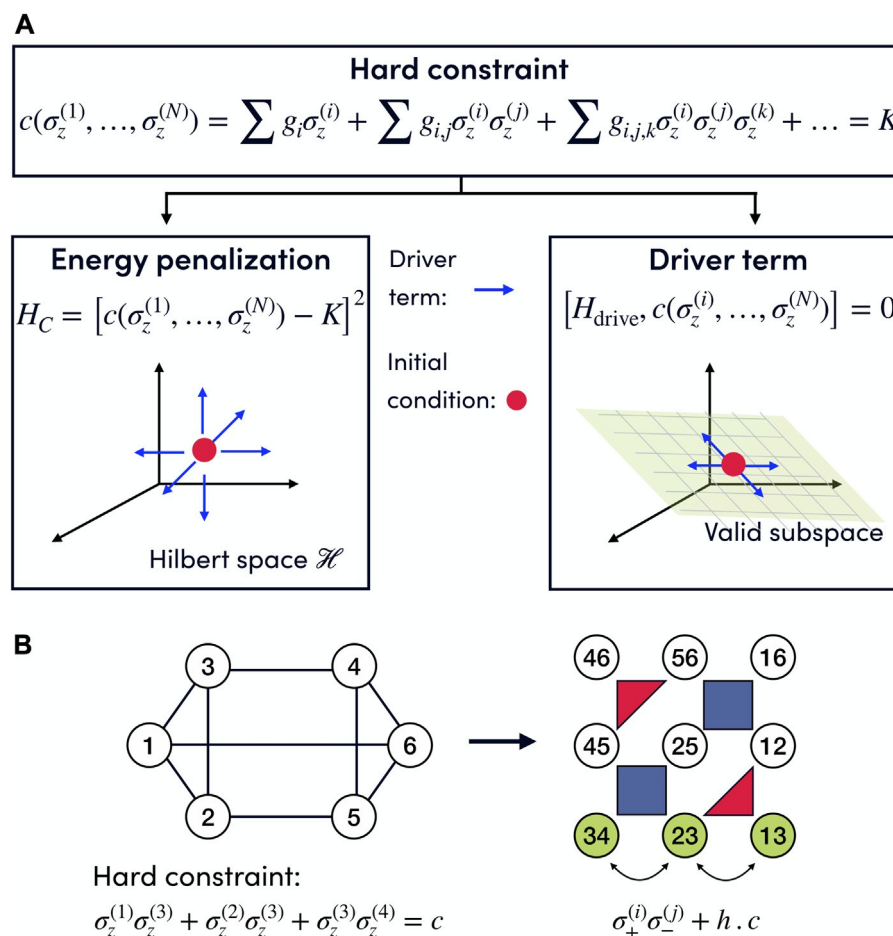 A
Hard constraint
c(σ_z^(1), …, σ_z^(N)) = ∑ g_i σ_z^(i) + ∑ g_{i,j} σ_z^(i) σ_z^(j) + ∑ g_{i,j,k} σ_z^(i) σ_z^(j) σ_z^(k) + … = K
Energy penalization
H_C = [c(σ_z^(1), …, σ_z^(N)) − K]^2
Hilbert space ℋ
Driver
term:
Initial
condition:
Driver term
[H_drive, c(σ_z^(i), …, σ_z^(N))] = 0
Valid subspace
B
3 4
1 6
2 5
Hard constraint:
σ_z^(1) σ_z^(3) + σ_z^(2) σ_z^(3) + σ_z^(3) σ_z^(4) = c
46 56 16
45 25 12
34 23 13
σ_+^(i) σ_−^(j) + h . c